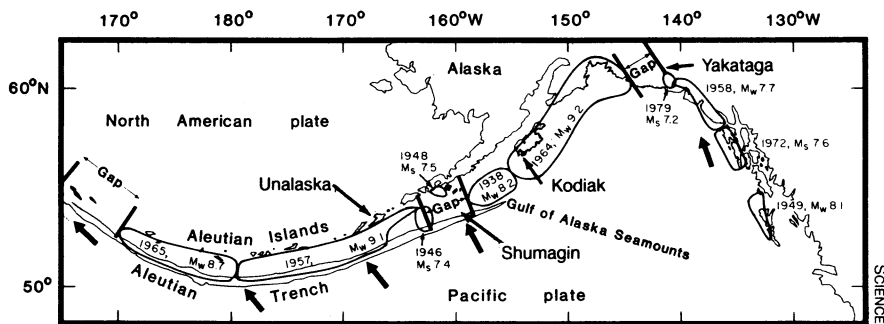 170° 180° 170° 160° 150° 140° 130°
60°N
50°
Alaska
Gap
Yakataga
1958, Mw 7.7
1979
Ms 7.2
North American plate
Gap
1948
Ms 7.5
1964, Mw 9.2
1972, Ms 7.6
Unalaska
Gap
1938
Mw 8.2
Kodiak
1949, Mw 8.1
Aleutian Islands
1965, Mw 8.7
1957, Mw 9.1
1946
Ms 7.4
Shumagin
Gulf of Alaska Seamounts
Aleutian Trench
Pacific plate
SCIENCE